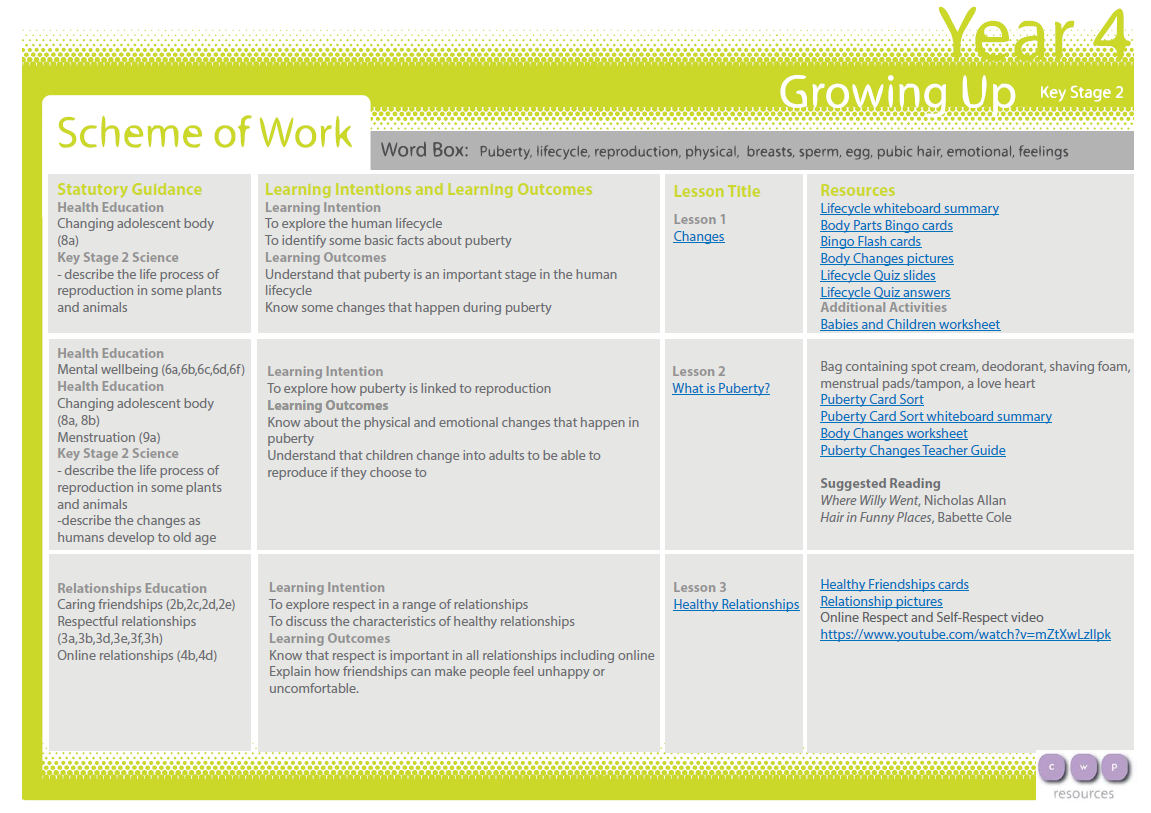 Year 4
Growing Up Key Stage 2
Scheme of Work
Word Box: Puberty, lifecycle, reproduction, physical, breasts, sperm, egg, pubic hair, emotional, feelings
Statutory Guidance
Health Education
Changing adolescent body
(8a)
Key Stage 2 Science
- describe the life process of
reproduction in some plants
and animals
Learning Intentions and Learning Outcomes
Learning Intention
To explore the human lifecycle
To identify some basic facts about puberty
Learning Outcomes
Understand that puberty is an important stage in the human
lifecycle
Know some changes that happen during puberty
Lesson Title
Lesson 1
Changes
Resources
Lifecycle whiteboard summary
Body Parts Bingo cards
Bingo Flash cards
Body Changes pictures
Lifecycle Quiz slides
Lifecycle Quiz answers
Additional Activities
Babies and Children worksheet
Health Education
Mental wellbeing (6a,6b,6c,6d,6f)
Health Education
Changing adolescent body
(8a, 8b)
Menstruation (9a)
Key Stage 2 Science
- describe the life process of
reproduction in some plants
and animals
-describe the changes as
humans develop to old age
Learning Intention
To explore how puberty is linked to reproduction
Learning Outcomes
Know about the physical and emotional changes that happen in
puberty
Understand that children change into adults to be able to
reproduce if they choose to
Lesson 2
What is Puberty?
Bag containing spot cream, deodorant, shaving foam,
menstrual pads/tampon, a love heart
Puberty Card Sort
Puberty Card Sort whiteboard summary
Body Changes worksheet
Puberty Changes Teacher Guide
Suggested Reading
Where Willy Went, Nicholas Allan
Hair in Funny Places, Babette Cole
Relationships Education
Caring friendships (2b,2c,2d,2e)
Respectful relationships
(3a,3b,3d,3e,3f,3h)
Online relationships (4b,4d)
Learning Intention
To explore respect in a range of relationships
To discuss the characteristics of healthy relationships
Learning Outcomes
Know that respect is important in all relationships including online
Explain how friendships can make people feel unhappy or
uncomfortable.
Lesson 3
Healthy Relationships
Healthy Friendships cards
Relationship pictures
Online Respect and Self-Respect video
https://www.youtube.com/watch?v=mZtXwLzIlpk
c w p
resources